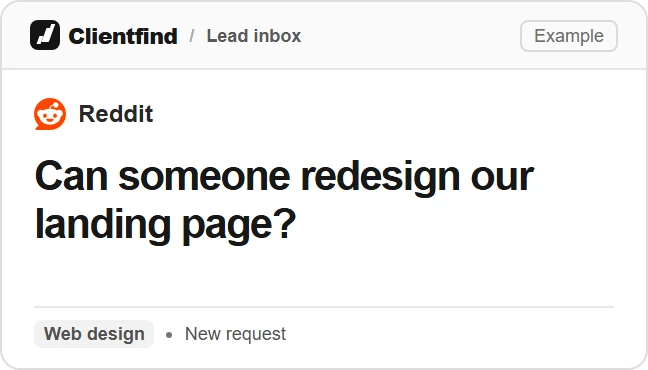 Clientfind / Lead inbox Example
Reddit
Can someone redesign our
landing page?
Web design • New request